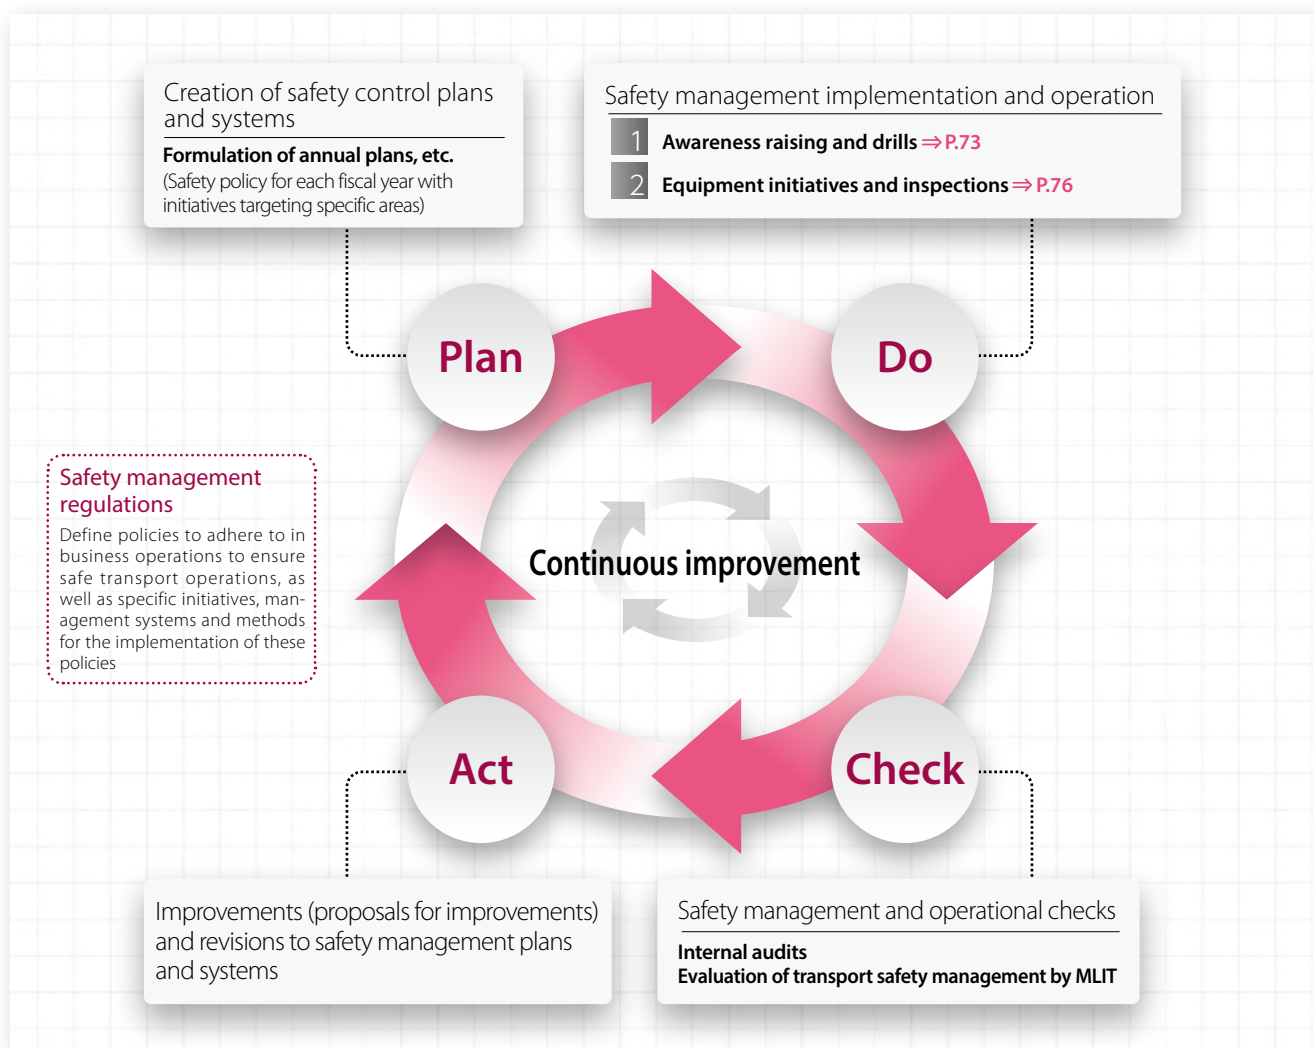 Creation of safety control plans
and systems
Formulation of annual plans, etc.
(Safety policy for each fiscal year with
initiatives targeting specific areas)
Safety management implementation and operation
1 Awareness raising and drills ⇒ P.73
2 Equipment initiatives and inspections ⇒ P.76
Plan
Do
Safety management
regulations
Define policies to adhere to in
business operations to ensure
safe transport operations, as
well as specific initiatives, man-
agement systems and methods
for the implementation of these
policies
Continuous improvement
Act
Check
Improvements (proposals for improvements)
and revisions to safety management plans
and systems
Safety management and operational checks
Internal audits
Evaluation of transport safety management by MLIT